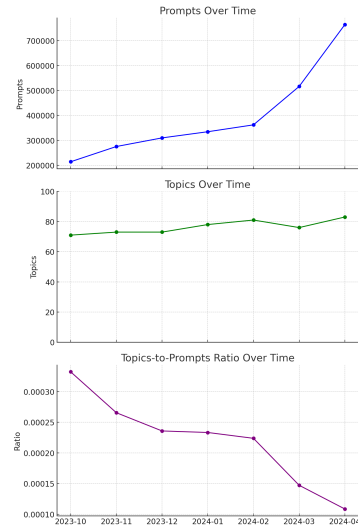 Prompts Over Time
700000
600000
500000
400000
300000
200000
Prompts
Topics Over Time
100
80
60
40
20
0
Topics
Topics-to-Prompts Ratio Over Time
0.00030
0.00025
0.00020
0.00015
0.00010
Ratio
2023-10 2023-11 2023-12 2024-01 2024-02 2024-03 2024-04